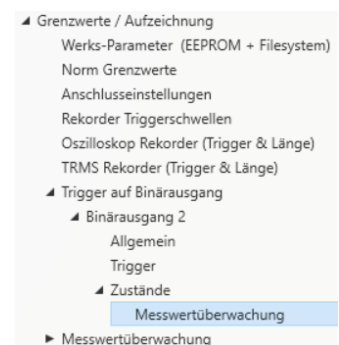 Grenzwerte / Aufzeichnung
Werks-Parameter (EEPROM + Filesystem)
Norm Grenzwerte
Anschlusseinstellungen
Rekorder Triggerschwellen
Oszilloskop Rekorder (Trigger & Länge)
TRMS Rekorder (Trigger & Länge)
Trigger auf Binärausgang
Binärausgang 2
Allgemein
Trigger
Zustände
Messwertüberwachung
Messwertüberwachung